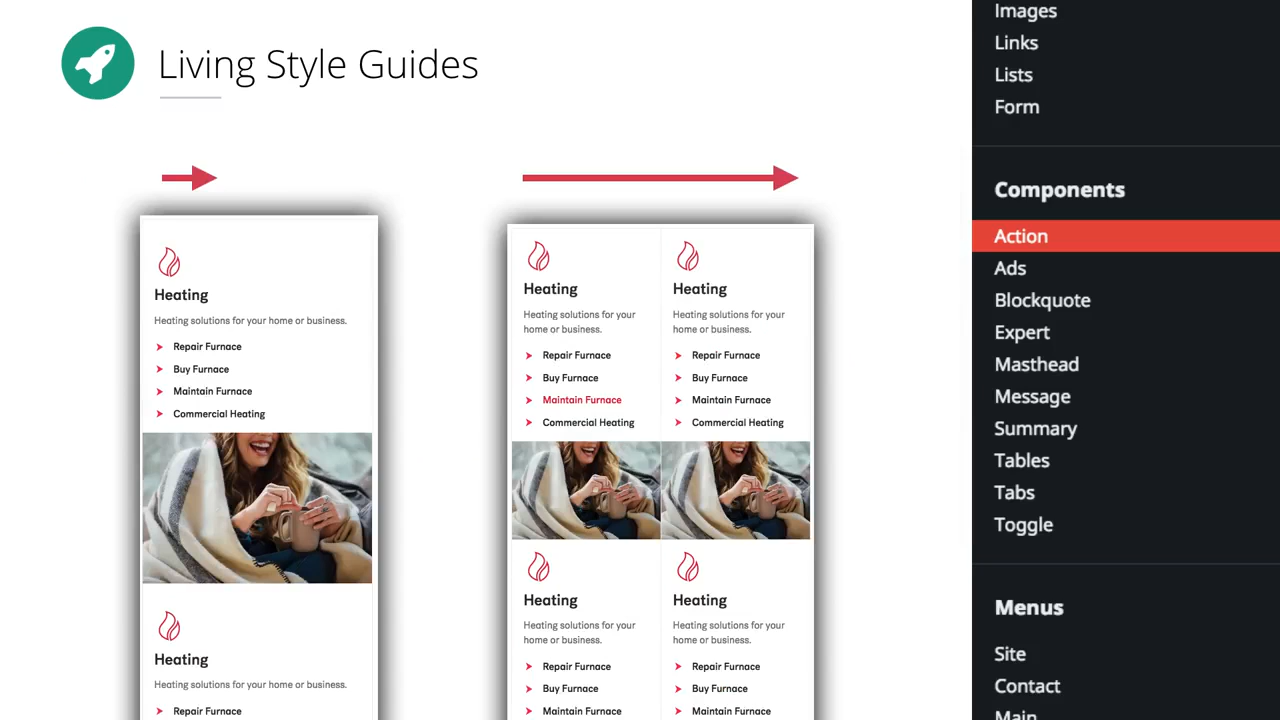 Living Style Guides
Heating
Heating solutions for your home or business.
Repair Furnace
Buy Furnace
Maintain Furnace
Commercial Heating
Heating
Heating solutions for your home or business.
Repair Furnace
Heating
Heating solutions for your
home or business.
Repair Furnace
Buy Furnace
Maintain Furnace
Commercial Heating
Heating
Heating solutions for your
home or business.
Repair Furnace
Buy Furnace
Maintain Furnace
Commercial Heating
Heating
Heating solutions for your
home or business.
Repair Furnace
Buy Furnace
Maintain Furnace
Heating
Heating solutions for your
home or business.
Repair Furnace
Buy Furnace
Maintain Furnace
Images
Links
Lists
Form
Components
Action
Ads
Blockquote
Expert
Masthead
Message
Summary
Tables
Tabs
Toggle
Menus
Site
Contact
Main